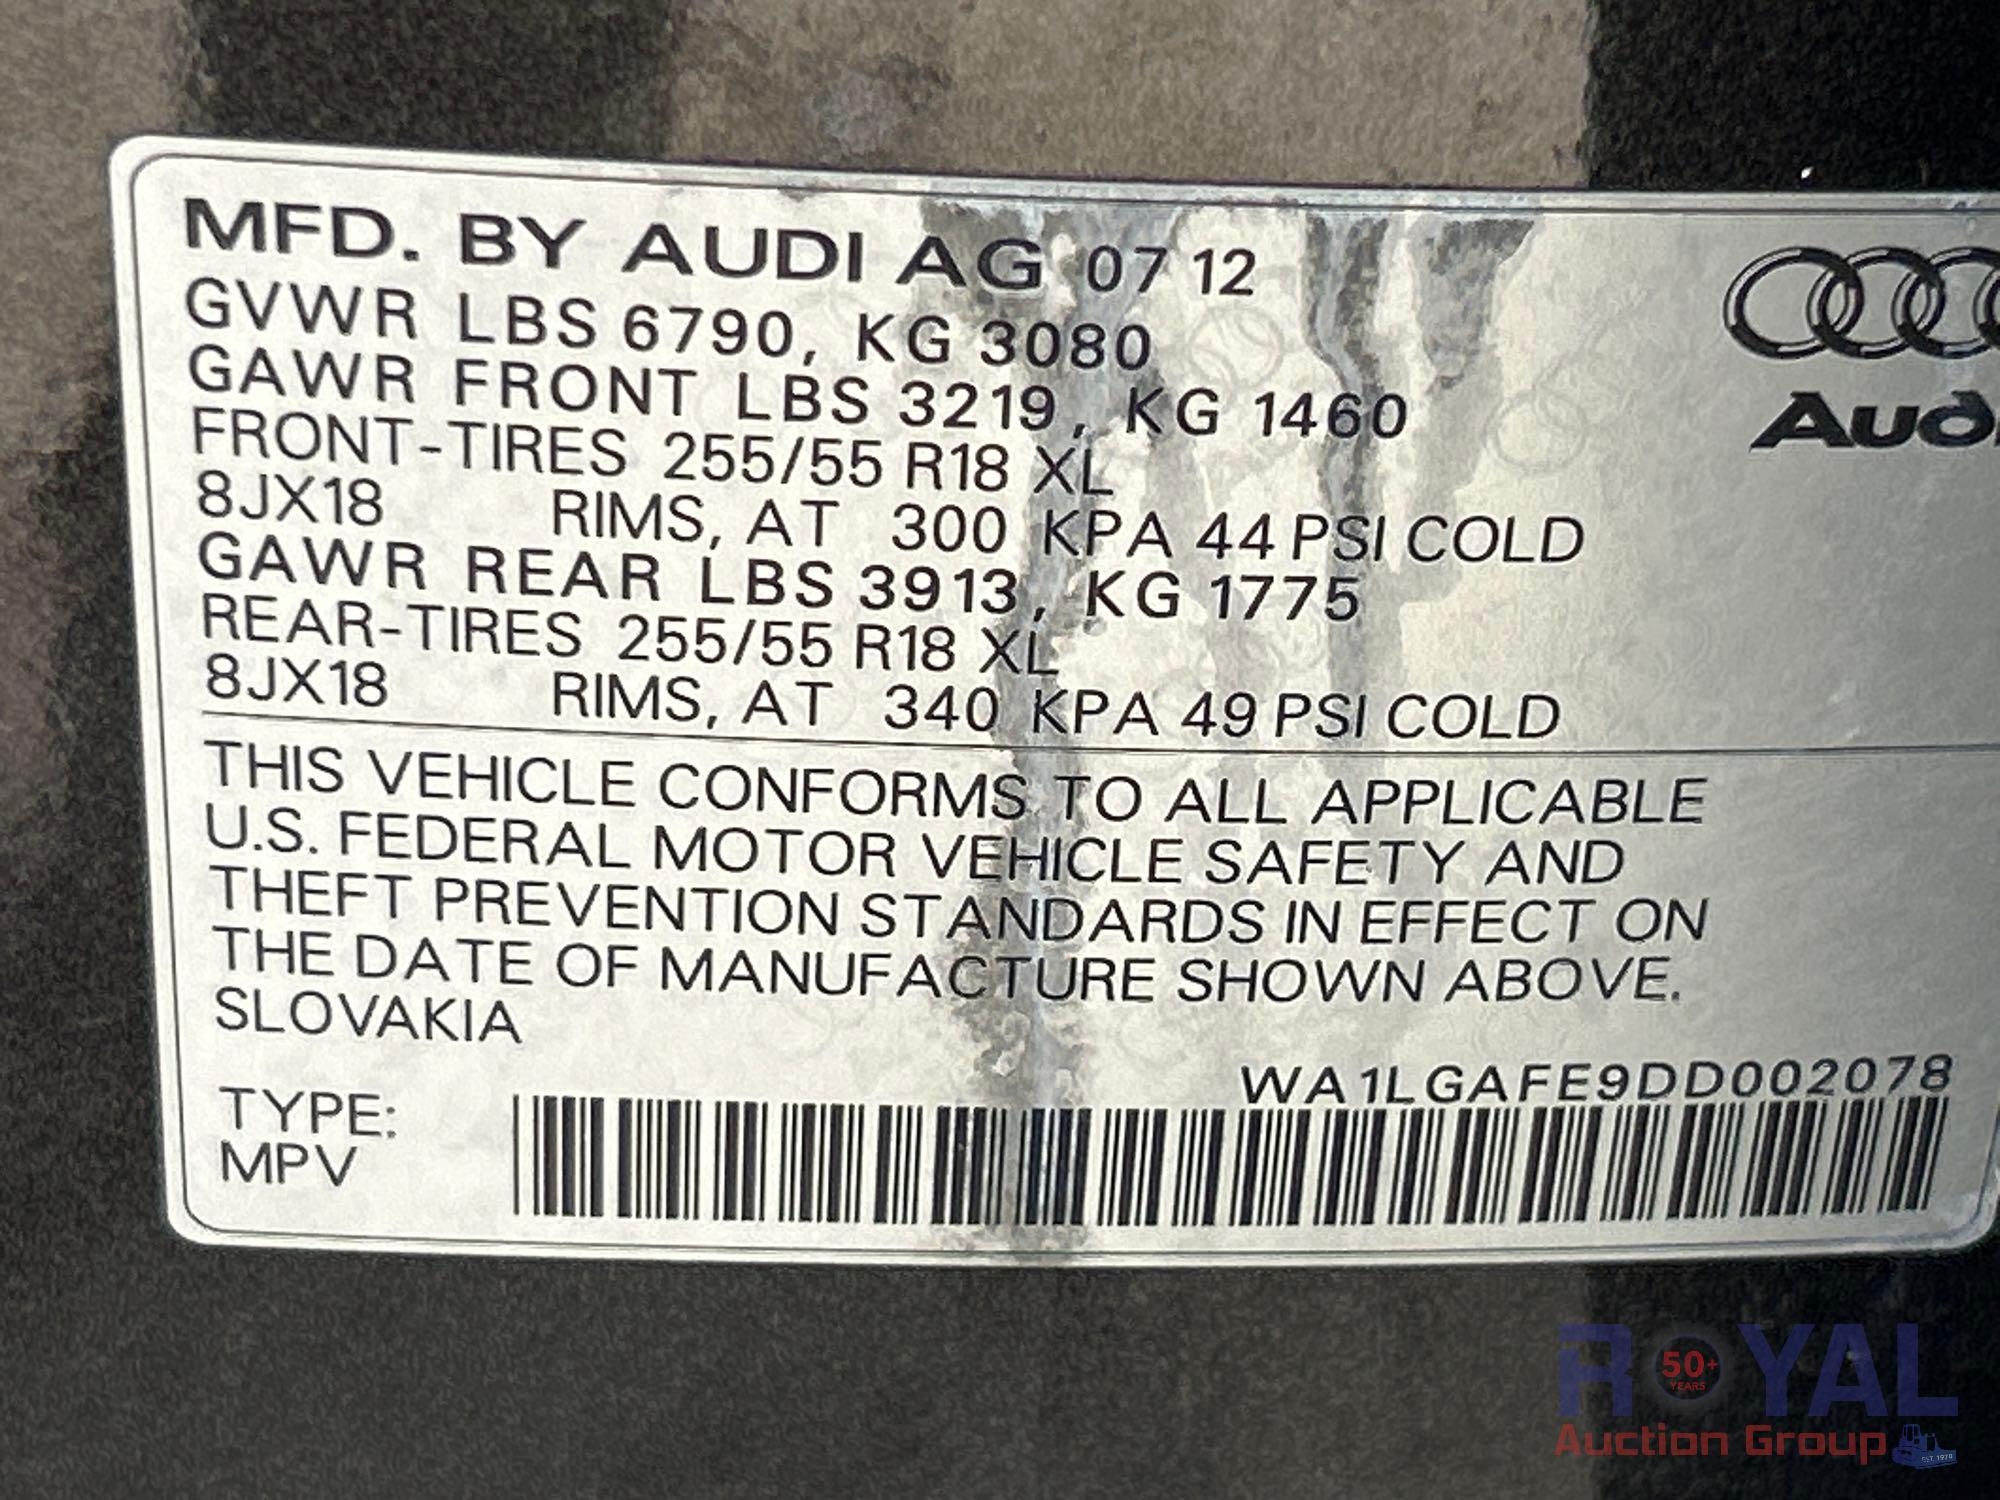 MFD. BY AUDI AG 07 12
GVWR LBS 6790, KG 3080
GAWR FRONT LBS 3219, KG 1460
FRONT-TIRES 255/55 R18 XL
8JX18 RIMS, AT 300 KPA 44 PSI COLD
GAWR REAR LBS 3913, KG 1775
REAR-TIRES 255/55 R18 XL
8JX18 RIMS, AT 340 KPA 49 PSI COLD
Aud
THIS VEHICLE CONFORMS TO ALL APPLICABLE
U.S. FEDERAL MOTOR VEHICLE SAFETY AND
THEFT PREVENTION STANDARDS IN EFFECT ON
THE DATE OF MANUFACTURE SHOWN ABOVE.
SLOVAKIA
WA1LGAFE9DD002078
TYPE:
MPV
ROYAL
50+
YEARS
Auction Group
EST. 1970